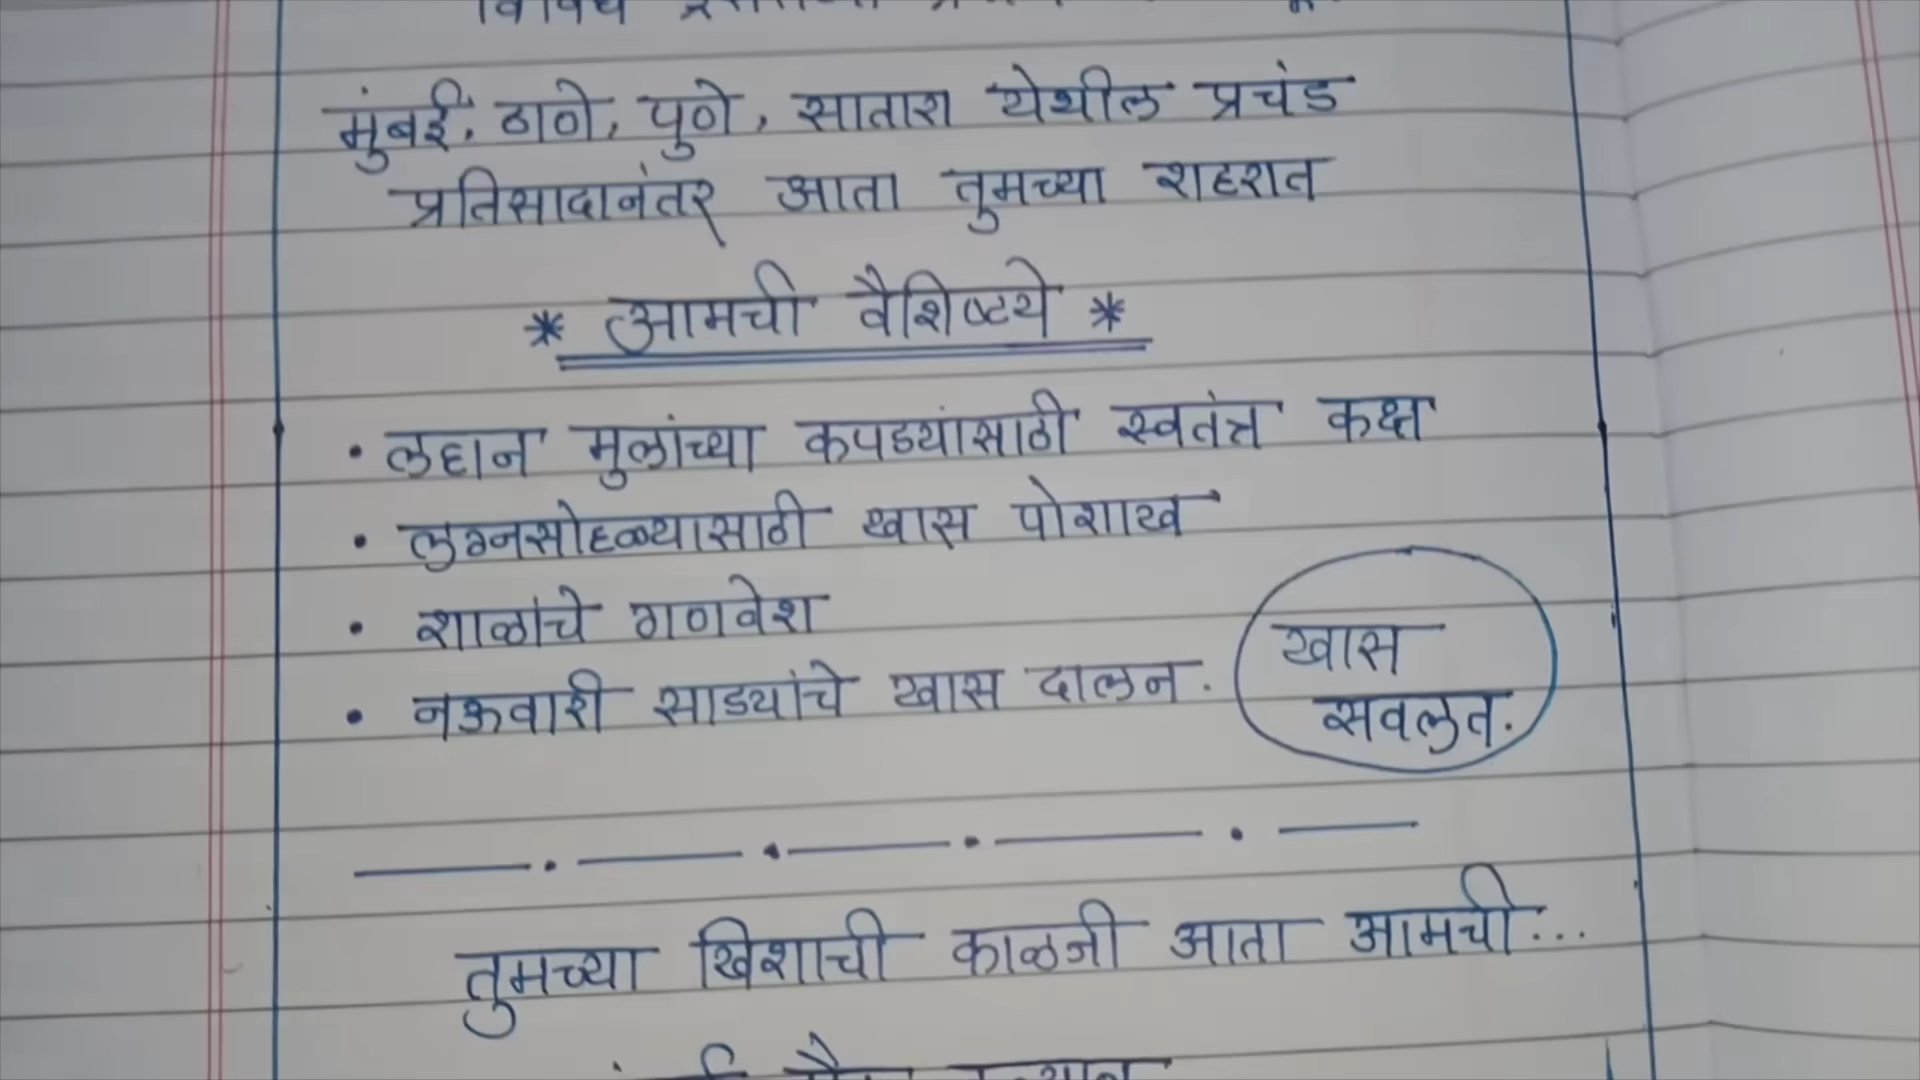 विविध
मुंबई, ठाणे, पुणे, सातारा येथील प्रचंड
प्रतिसादानंतर आता तुमच्या शहरात
* आमची वैशिष्ट्ये *
• लहान मुलांच्या कपड्यांसाठी स्वतंत्र कक्ष
• लग्नसोहळ्यासाठी खास पोशाख
• शाळांचे गणवेश
• नऊवारी साड्यांचे खास दालन.
खास
सवलत.
तुमच्या खिशाची काळजी आता आमची...